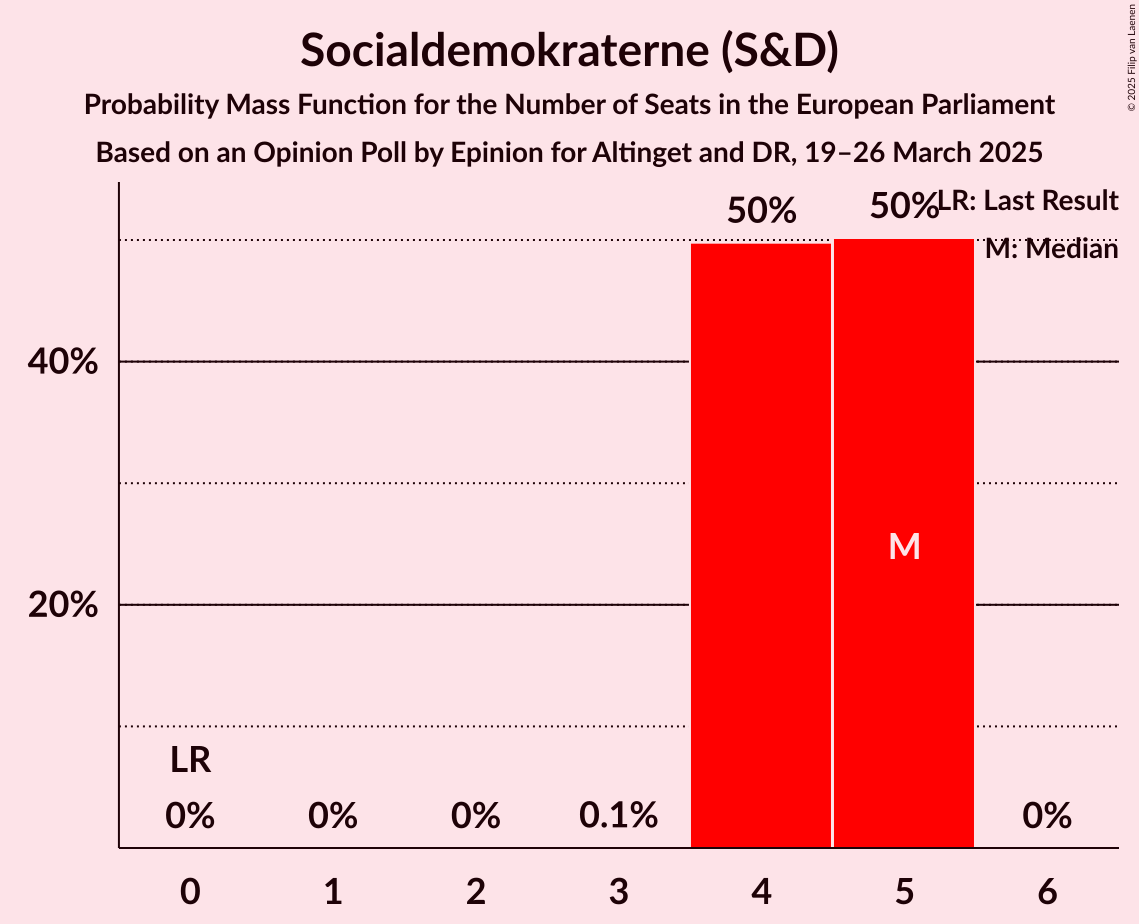 Socialdemokraterne (S&D)
Probability Mass Function for the Number of Seats in the European Parliament
Based on an Opinion Poll by Epinion for Altinget and DR, 19–26 March 2025
© 2025 Filip van Laenen
LR: Last Result
M: Median
50%
50%
40%
20%
M
LR
0%
0%
0%
0.1%
0%
0
1
2
3
4
5
6